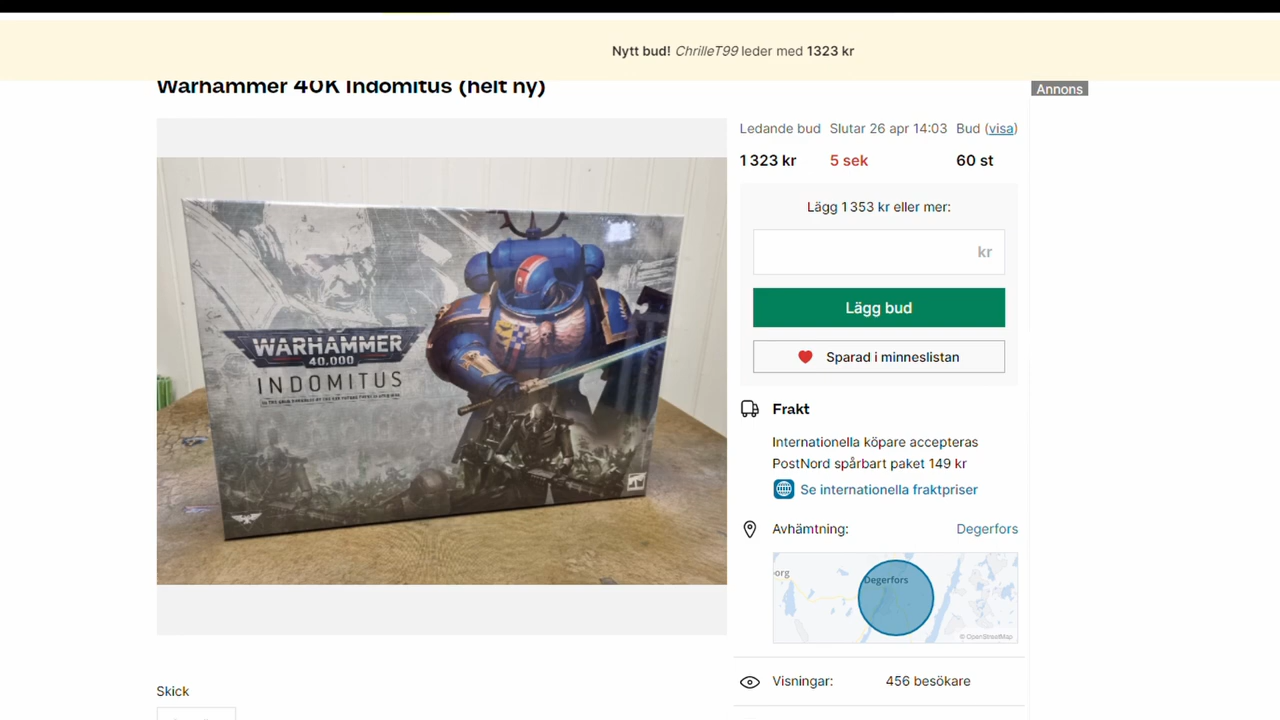 Nytt bud! ChrilleT99 leder med 1323 kr
Warhammer 40K Indomitus (helt ny)
Annons
Ledande bud Slutar 26 apr 14:03 Bud (visa)
1 323 kr 5 sek 60 st
Lägg 1 353 kr eller mer:
kr
Lägg bud
Sparad i minneslistan
WARHAMMER
40,000
INDOMITUS
Frakt
Internationella köpare accepteras
PostNord spårbart paket 149 kr
Se internationella fraktpriser
Avhämtning: Degerfors
org
Degerfors
© OpenStreetMap
Visningar: 456 besökare
Skick